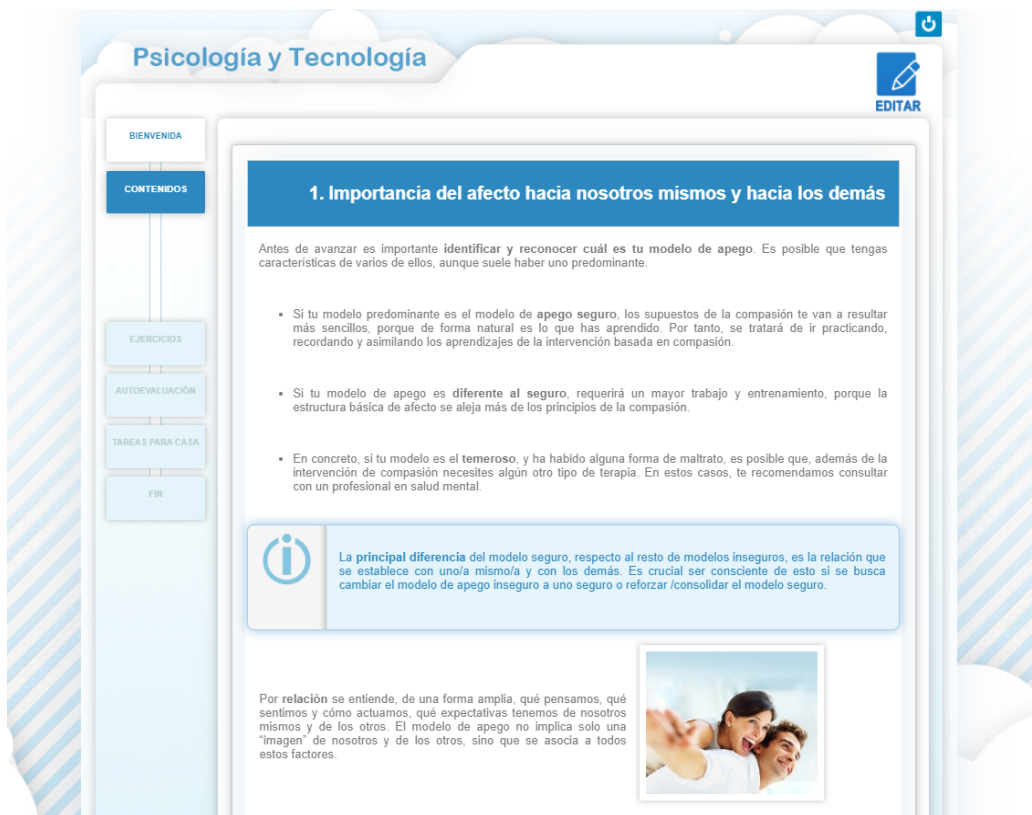 Psicología y Tecnología
EDITAR
BIENVENIDA
CONTENIDOS
EJERCICIOS
AUTOEVALUACIÓN
TAREAS PARA CASA
FIN
1. Importancia del afecto hacia nosotros mismos y hacia los demás
Antes de avanzar es importante identificar y reconocer cuál es tu modelo de apego. Es posible que tengas
características de varios de ellos, aunque suele haber uno predominante.
• Si tu modelo predominante es el modelo de apego seguro, los supuestos de la compasión te van a resultar
más sencillos, porque de forma natural es lo que has aprendido. Por tanto, se tratará de ir practicando,
recordando y asimilando los aprendizajes de la intervención basada en compasión.
• Si tu modelo de apego es diferente al seguro, requerirá un mayor trabajo y entrenamiento, porque la
estructura básica de afecto se aleja más de los principios de la compasión.
• En concreto, si tu modelo es el temeroso, y ha habido alguna forma de maltrato, es posible que, además de la
intervención de compasión necesites algún otro tipo de terapia. En estos casos, te recomendamos consultar
con un profesional en salud mental.
La principal diferencia del modelo seguro, respecto al resto de modelos inseguros, es la relación que
se establece con uno/a mismo/a y con los demás. Es crucial ser consciente de esto si se busca
cambiar el modelo de apego inseguro a uno seguro o reforzar /consolidar el modelo seguro.
Por relación se entiende, de una forma amplia, qué pensamos, qué
sentimos y cómo actuamos, qué expectativas tenemos de nosotros
mismos y de los otros. El modelo de apego no implica solo una
“imagen” de nosotros y de los otros, sino que se asocia a todos
estos factores.